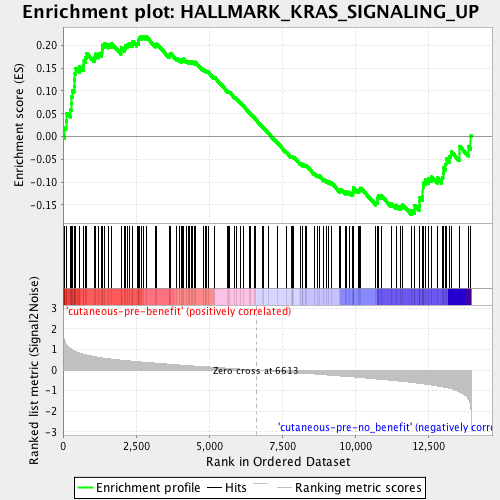 Enrichment plot: HALLMARK_KRAS_SIGNALING_UP
Enrichment score (ES)
0.20
0.15
0.10
0.05
0.00
-0.05
-0.10
-0.15
'cutaneous-pre-benefit' (positively correlated)
Ranked list metric (Signal2Noise)
3
2
1
0
-1
-2
-3
Zero cross at 6613
'cutaneous-pre-no_benefit' (negatively corre
0
2,500
5,000
7,500
10,000
12,500
Rank in Ordered Dataset
Enrichment profile
Hits
Ranking metric scores